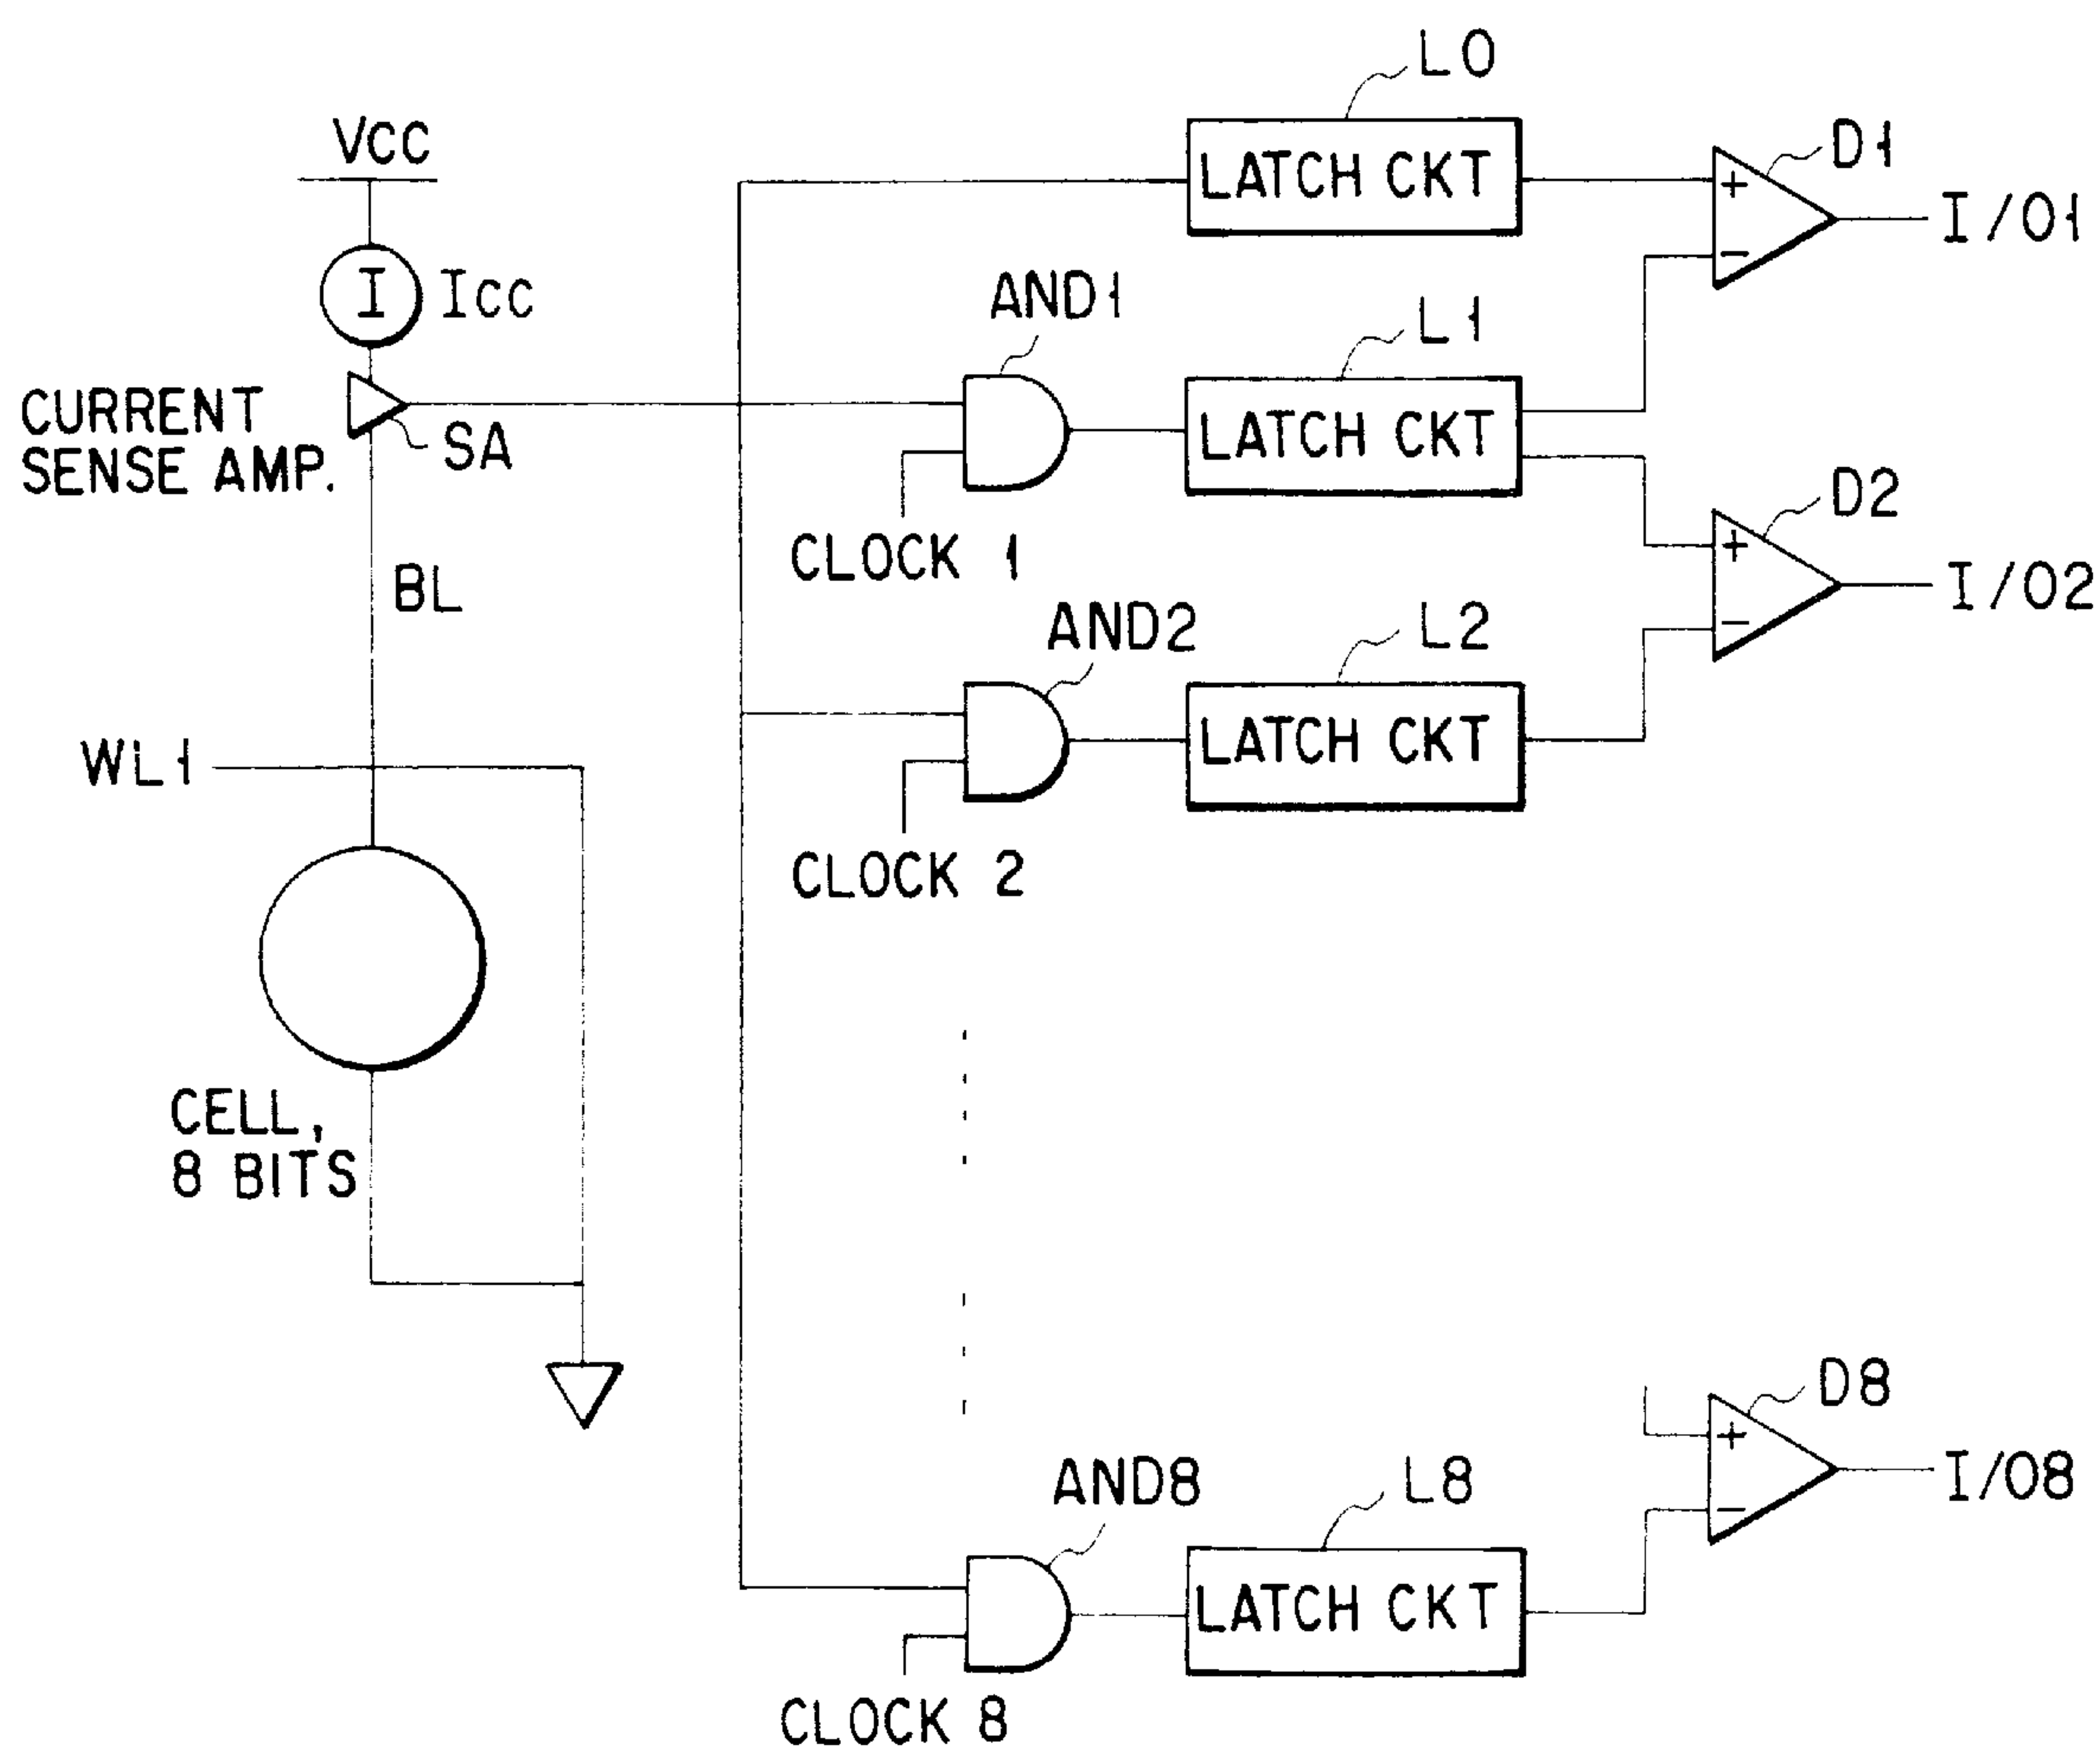 L0
VCC
LATCH CKT
D1
+
−
I/O1
I
Icc
AND1
L1
CURRENT
SENSE AMP.
SA
LATCH CKT
CLOCK 1
D2
+
−
I/O2
BL
AND2
L2
WL1
LATCH CKT
CLOCK 2
CELL,
8 BITS
D8
+
−
I/O8
AND8
L8
LATCH CKT
CLOCK 8